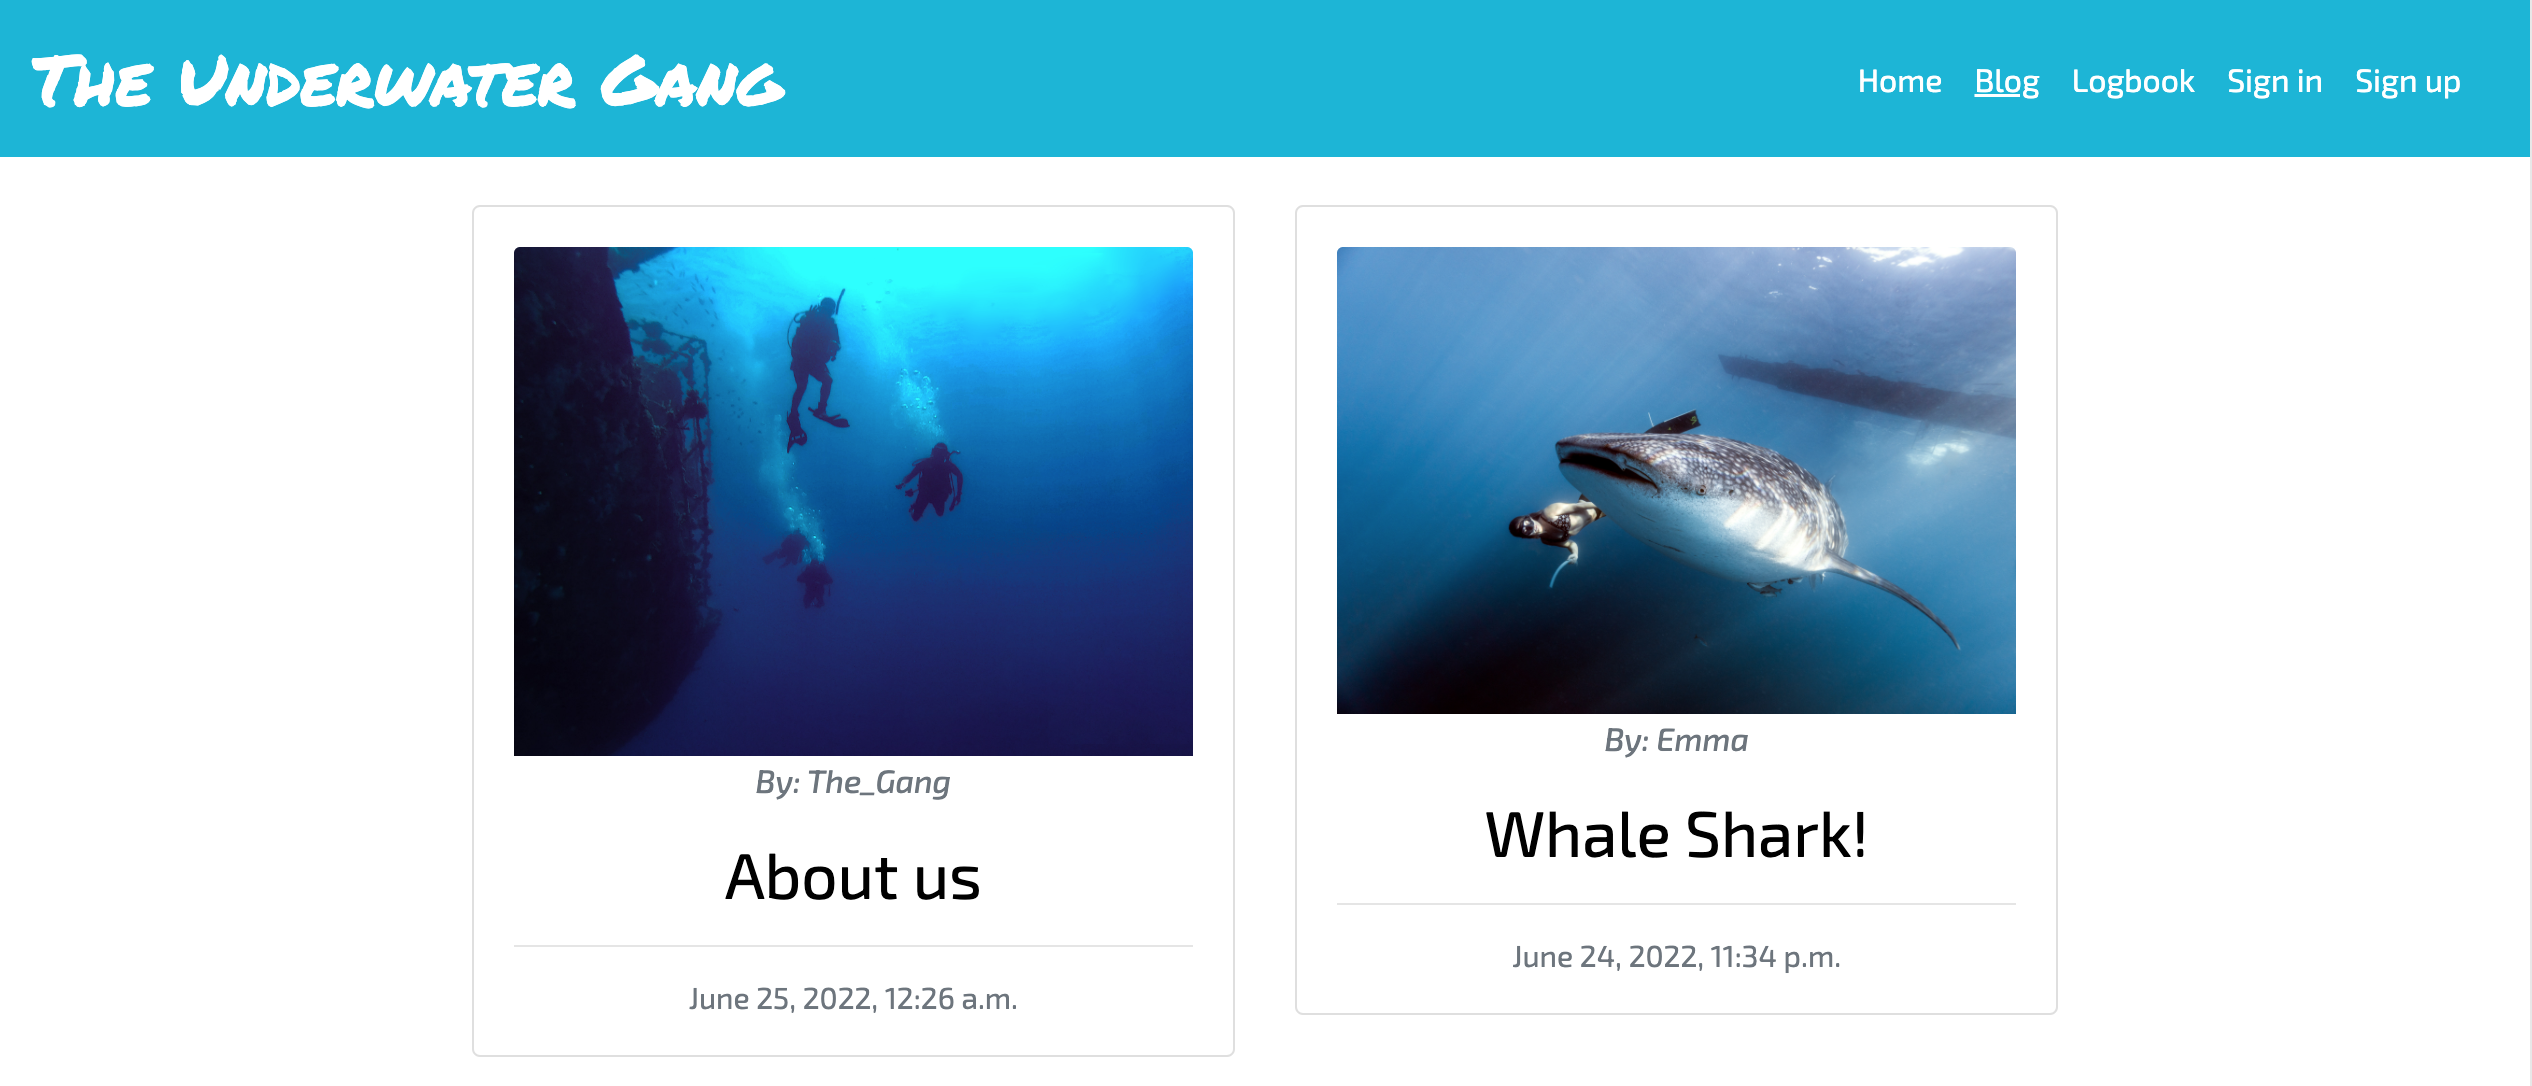 The Underwater Gang
Home Blog Logbook Sign in Sign up
By: The_Gang
About us
June 25, 2022, 12:26 a.m.
By: Emma
Whale Shark!
June 24, 2022, 11:34 p.m.